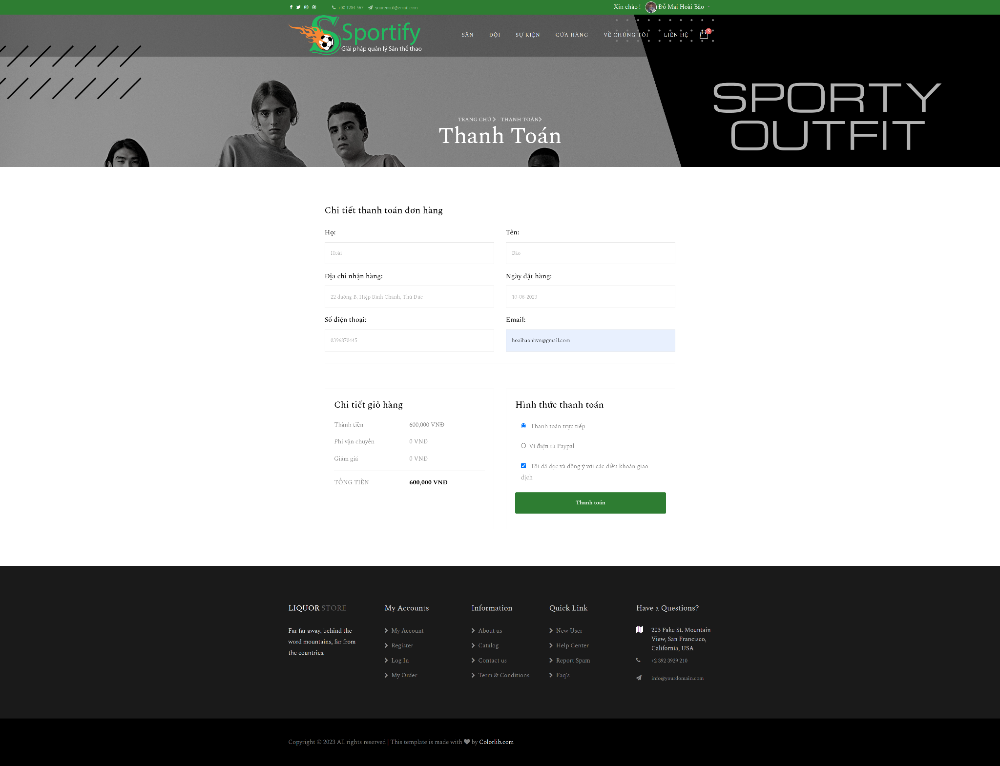 +00 1234 567 youremail@email.com Xin chào ! Đỗ Mai Hoài Bão
Sportify
Giải pháp quản lý Sân thể thao
SÂN ĐỘI SỰ KIỆN CỬA HÀNG VỀ CHÚNG TÔI LIÊN HỆ 3
SPORTY
OUTFIT
TRANG CHỦ THANH TOÁN
Thanh Toán
Chi tiết thanh toán đơn hàng
Họ: Tên:
Hoài Bão
Địa chỉ nhận hàng: Ngày đặt hàng:
22 đường B, Hiệp Bình Chánh, Thủ Đức 10-08-2023
Số điện thoại: Email:
0396870445 hoaibaohbvn@gmail.com
Chi tiết giỏ hàng
Thành tiền 600,000 VNĐ
Phí vận chuyển 0 VND
Giảm giá 0 VND
TỔNG TIỀN 600,000 VNĐ
Hình thức thanh toán
Thanh toán trực tiếp
Ví điện tử Paypal
Tôi đã đọc và đồng ý với các điều khoản giao
dịch
Thanh toán
LIQUOR STORE
Far far away, behind the
word mountains, far from
the countries.
My Accounts
My Account
Register
Log In
My Order
Information
About us
Catalog
Contact us
Term & Conditions
Quick Link
New User
Help Center
Report Spam
Faq's
Have a Questions?
203 Fake St. Mountain
View, San Francisco,
California, USA
+2 392 3929 210
info@yourdomain.com
Copyright © 2023 All rights reserved | This template is made with by Colorlib.com